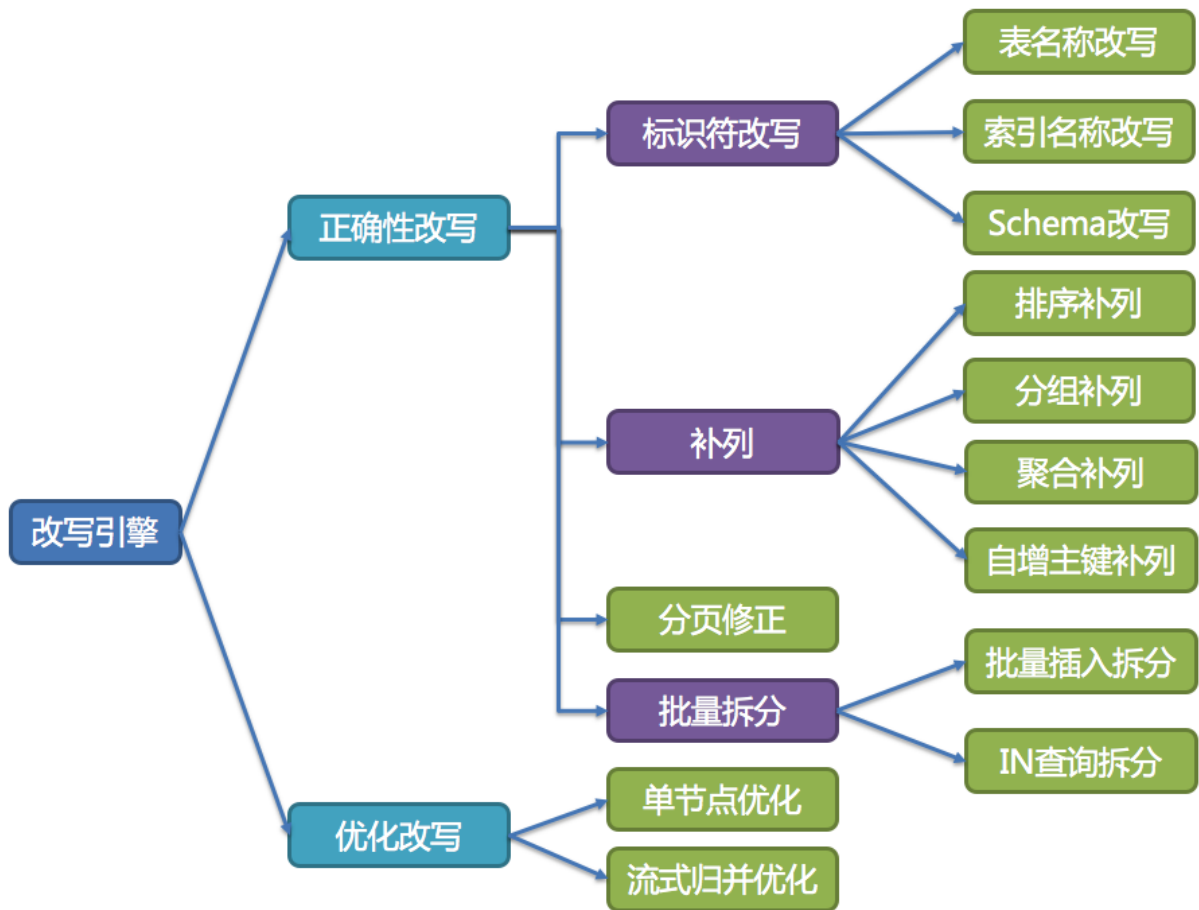 改写引擎
正确性改写
标识符改写
表名称改写
索引名称改写
Schema改写
补列
排序补列
分组补列
聚合补列
自增主键补列
分页修正
批量拆分
批量插入拆分
IN查询拆分
优化改写
单节点优化
流式归并优化